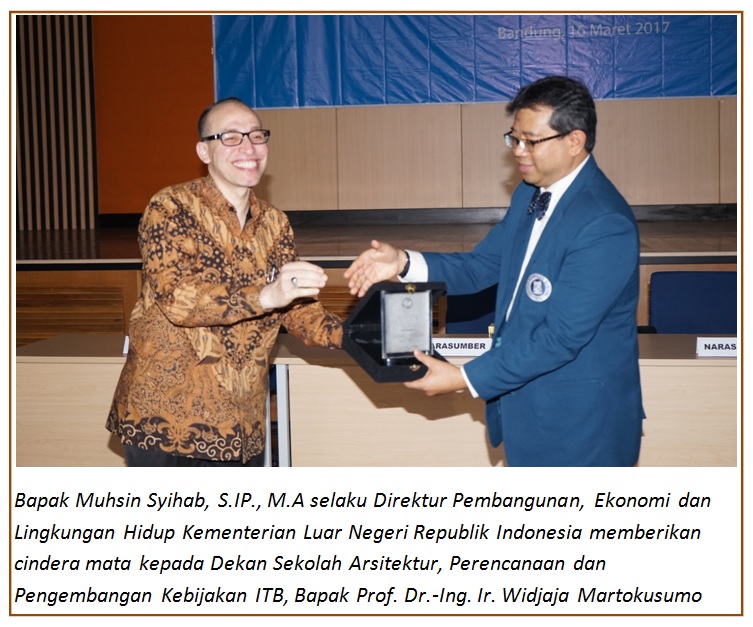 Bandung, 16 Maret 2017
ARASUMBER
NARAS
Bapak Muhsin Syihab, S.IP., M.A selaku Direktur Pembangunan, Ekonomi dan
Lingkungan Hidup Kementerian Luar Negeri Republik Indonesia memberikan
cindera mata kepada Dekan Sekolah Arsitektur, Perencanaan dan
Pengembangan Kebijakan ITB, Bapak Prof. Dr.-Ing. Ir. Widjaja Martokusumo